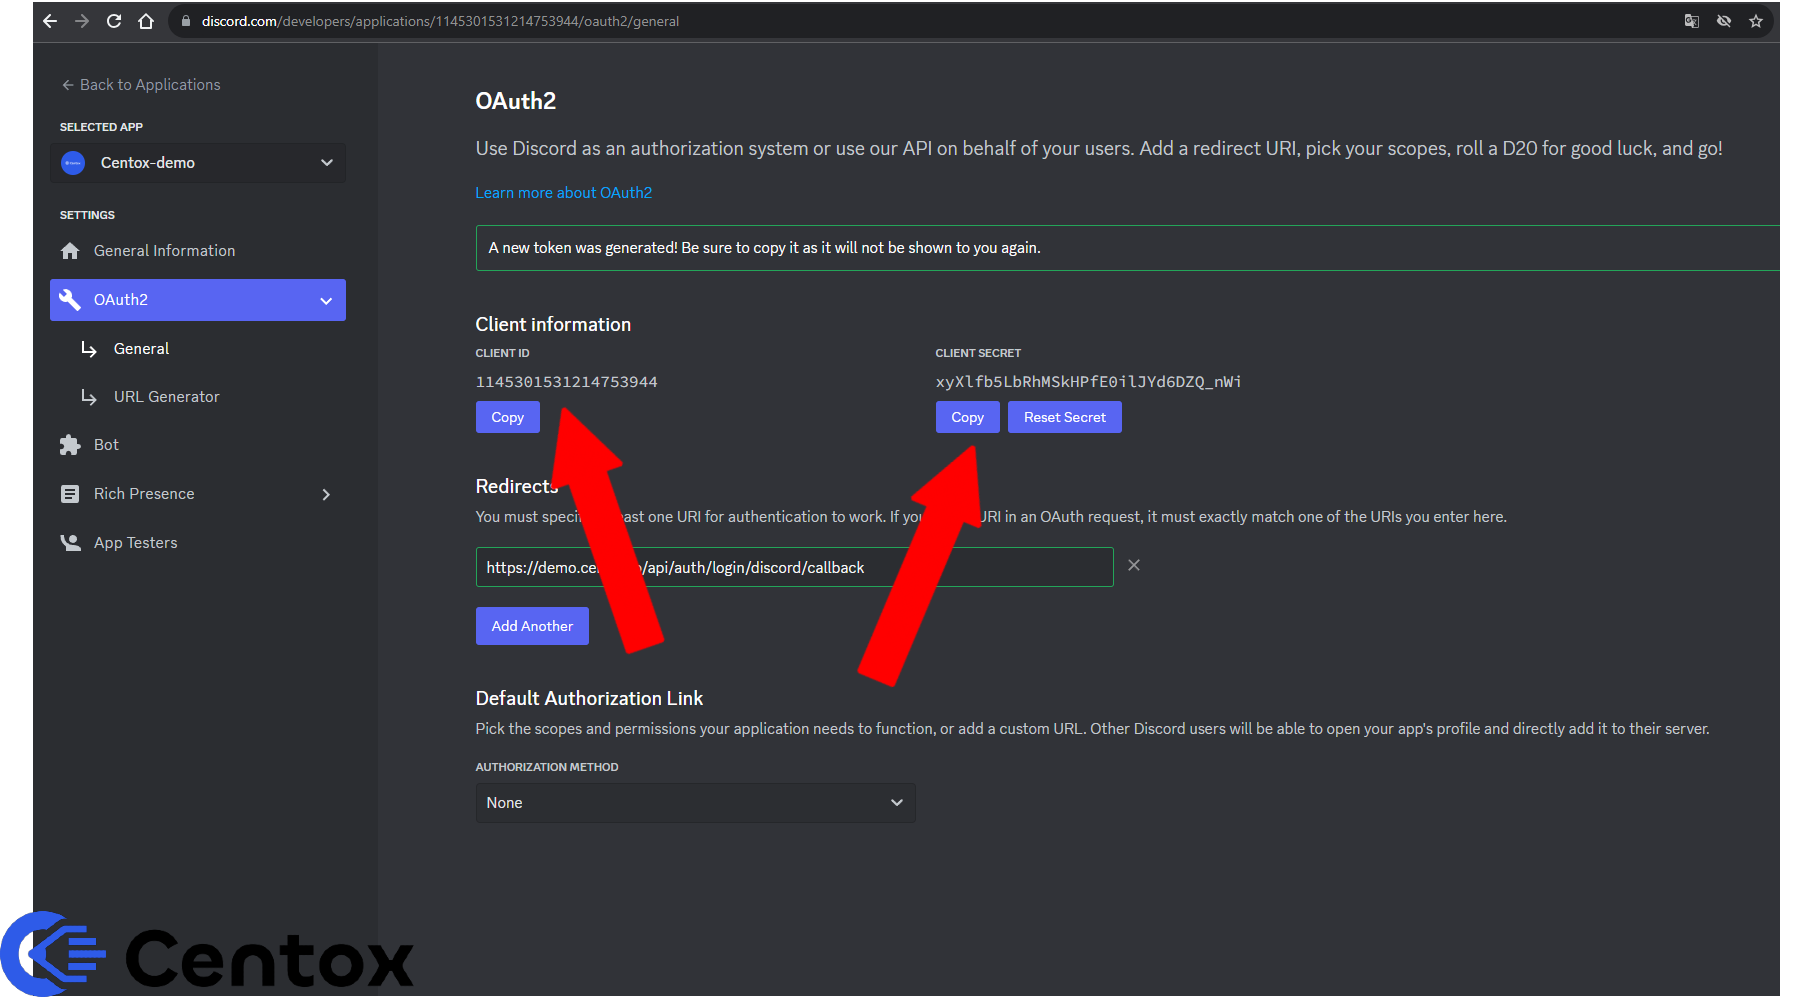 discord.com/developers/applications/1145301531214753944/oauth2/general
Back to Applications
SELECTED APP
Centox-demo
SETTINGS
General Information
OAuth2
General
URL Generator
Bot
Rich Presence
App Testers
OAuth2
Use Discord as an authorization system or use our API on behalf of your users. Add a redirect URI, pick your scopes, roll a D20 for good luck, and go!
Learn more about OAuth2
A new token was generated! Be sure to copy it as it will not be shown to you again.
Client information
CLIENT ID
CLIENT SECRET
1145301531214753944
xyXlfb5LbRhMSkHPfE0ilJYd6DZQ_nWi
Copy
Copy
Reset Secret
Redirects
You must east one URI for authentication to work. If you URI in an OAuth request, it must exactly match one of the URIs you enter here.
https://demo.ce /api/auth/login/discord/callback
Add Another
Default Authorization Link
Pick the scopes and permissions your application needs to function, or add a custom URL. Other Discord users will be able to open your app's profile and directly add it to their server.
AUTHORIZATION METHOD
None
Centox